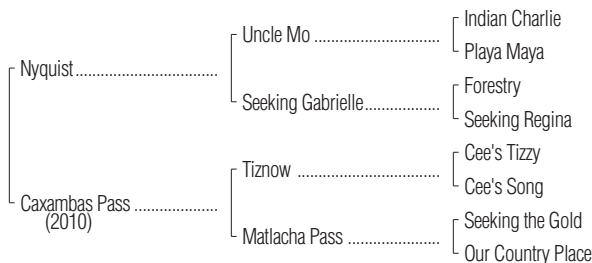 Indian Charlie
Uncle Mo ................................
Playa Maya
Nyquist....................................
Forestry
Seeking Gabrielle...................
Seeking Regina
Cee's Tizzy
Tiznow ....................................
Cee's Song
Caxambas Pass .....................
(2010)
Seeking the Gold
Matlacha Pass .......................
Our Country Place